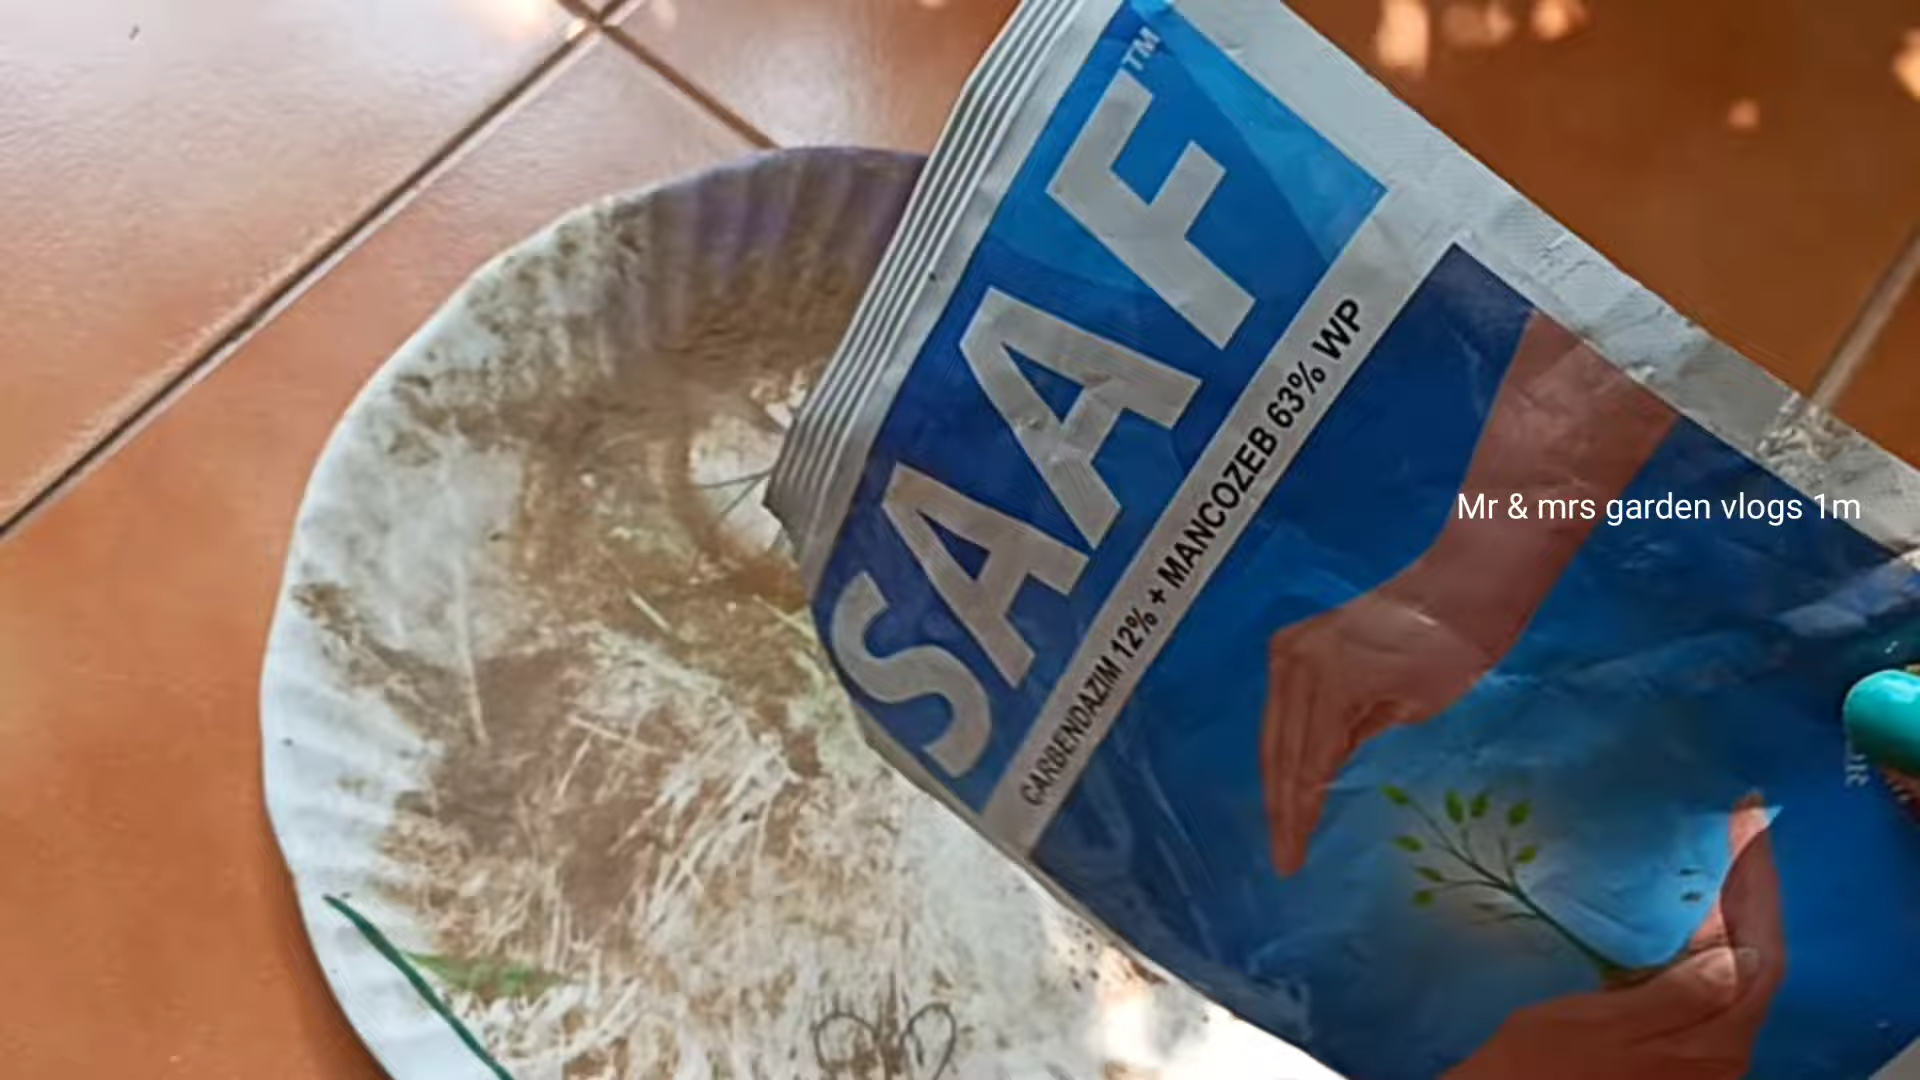 SAAF™
CARBENDAZIM 12% + MANCOZEB 63% WP
Mr & mrs garden vlogs 1m